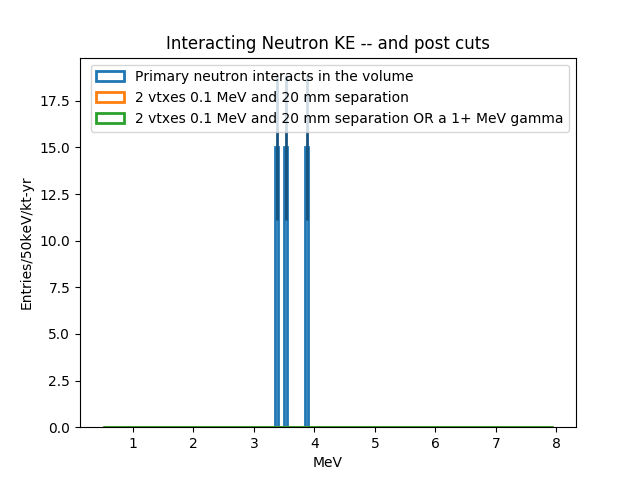 Interacting Neutron KE -- and post cuts
Primary neutron interacts in the volume
2 vtxes 0.1 MeV and 20 mm separation
2 vtxes 0.1 MeV and 20 mm separation OR a 1+ MeV gamma
17.5
15.0
12.5
10.0
7.5
5.0
2.5
0.0
Entries/50keV/kt-yr
1 2 3 4 5 6 7 8
MeV